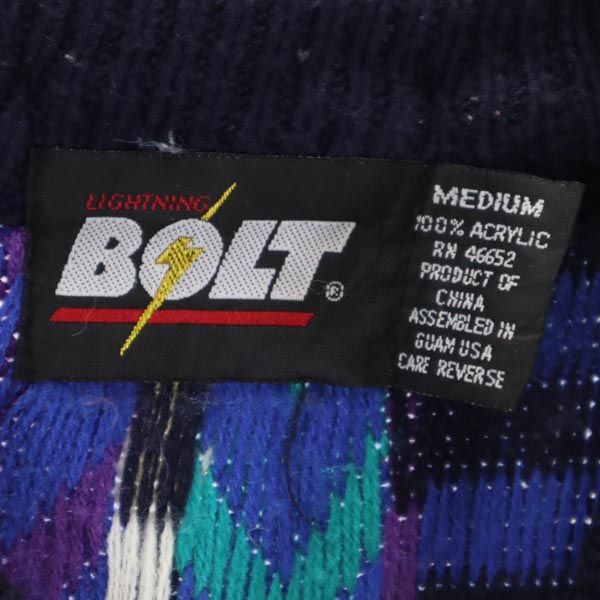 LIGHTNING
BOLT®
MEDIUM
100% ACRYLIC
RN 46652
PRODUCT OF
CHINA
ASSEMBLED IN
GUAM USA
CARE REVERSE